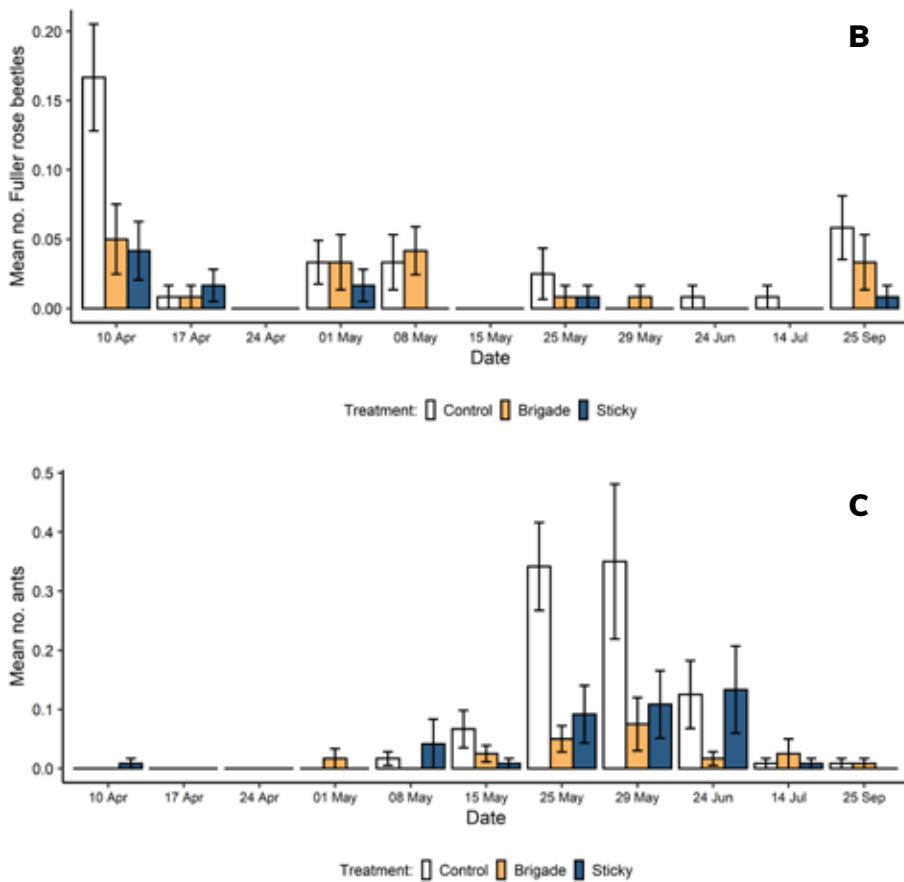 B
Mean no. Fuller rose beetles
0.20
0.15
0.10
0.05
0.00
10 Apr 17 Apr 24 Apr 01 May 08 May 15 May 25 May 29 May 24 Jun 14 Jul 25 Sep
Date
Treatment: Control Brigade Sticky
C
Mean no. ants
0.5
0.4
0.3
0.2
0.1
0.0
10 Apr 17 Apr 24 Apr 01 May 08 May 15 May 25 May 29 May 24 Jun 14 Jul 25 Sep
Date
Treatment: Control Brigade Sticky